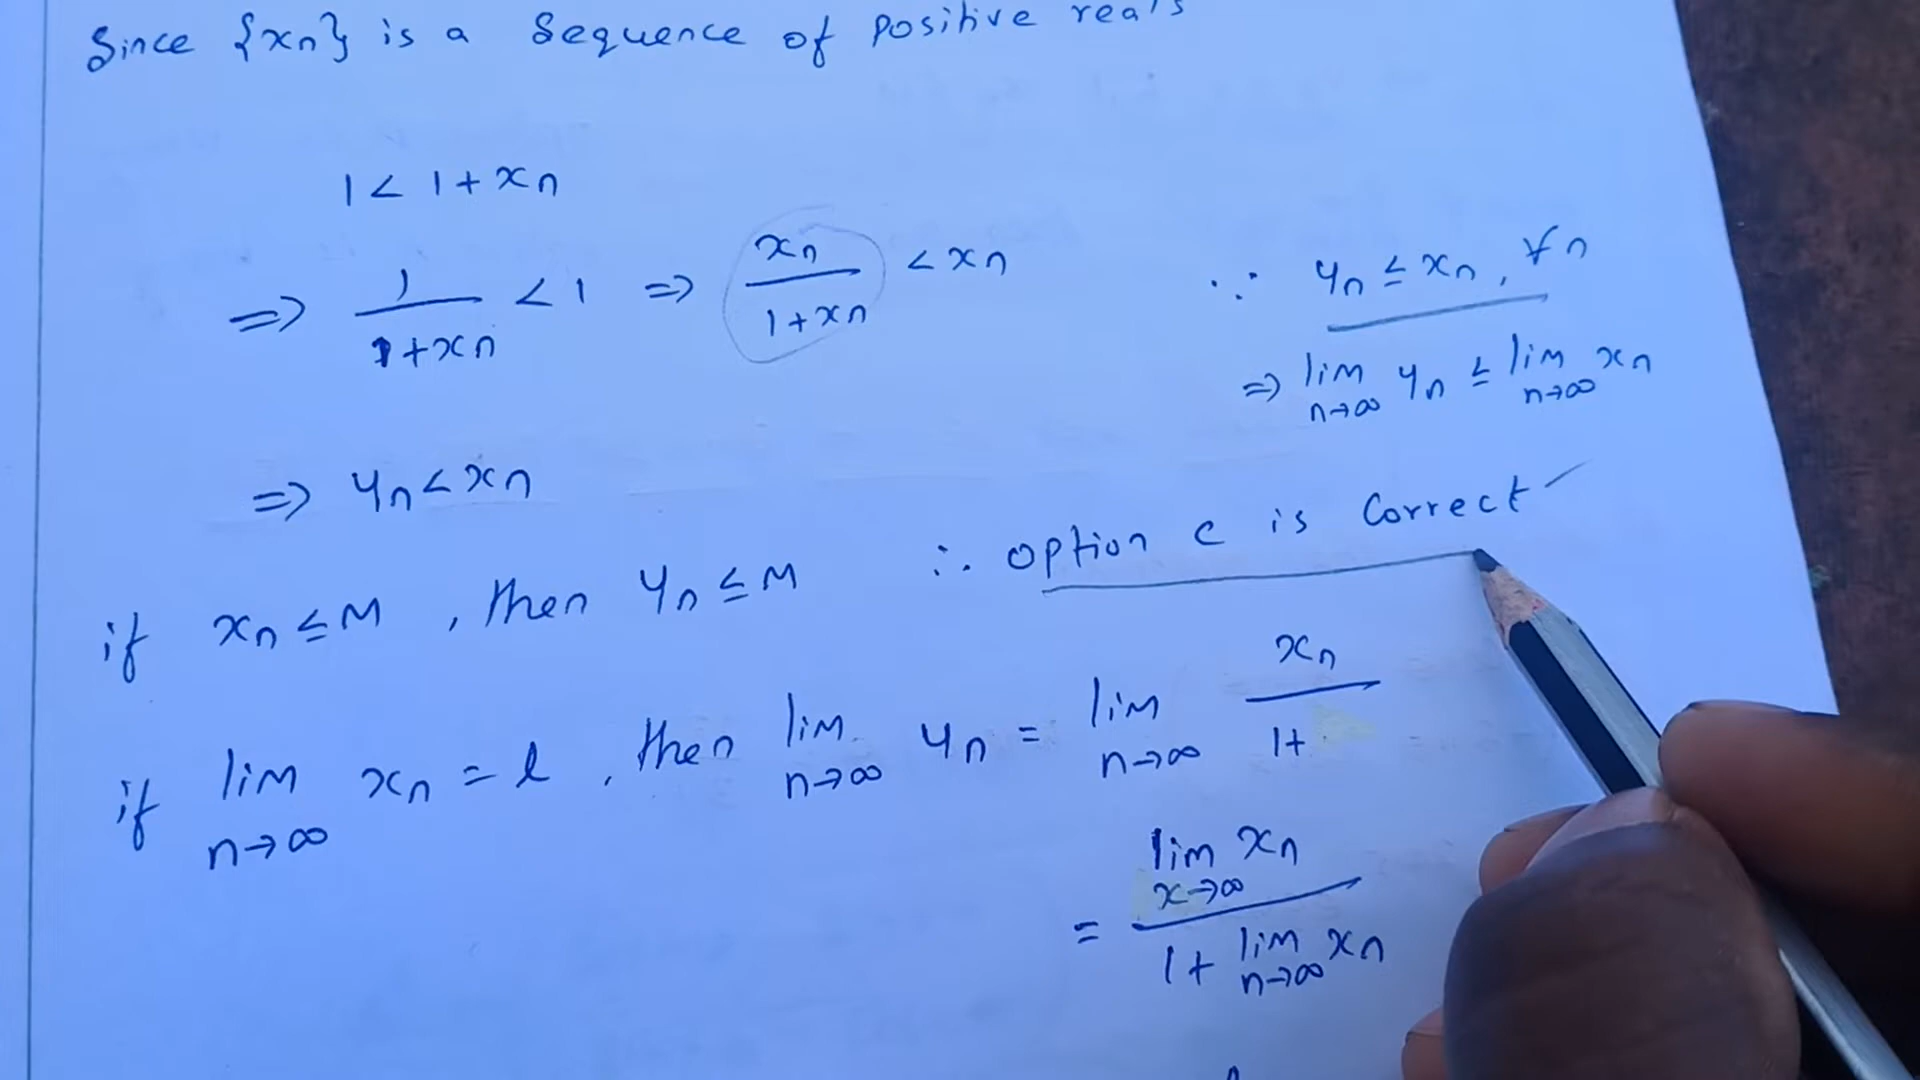 Since {xn} is a Sequence of positive reals
1 < 1 + xn
=> 1/(1+xn) < 1 => xn/(1+xn) < xn
∵ yn ≤ xn, ∀n
=> lim n→∞ yn ≤ lim n→∞ xn
=> yn < xn
∴ option c is Correct
if xn ≤ M, then yn ≤ M
if lim n→∞ xn = l, then lim n→∞ yn = lim n→∞ xn/(1+
= lim x→∞ xn / (1 + lim n→∞ xn)